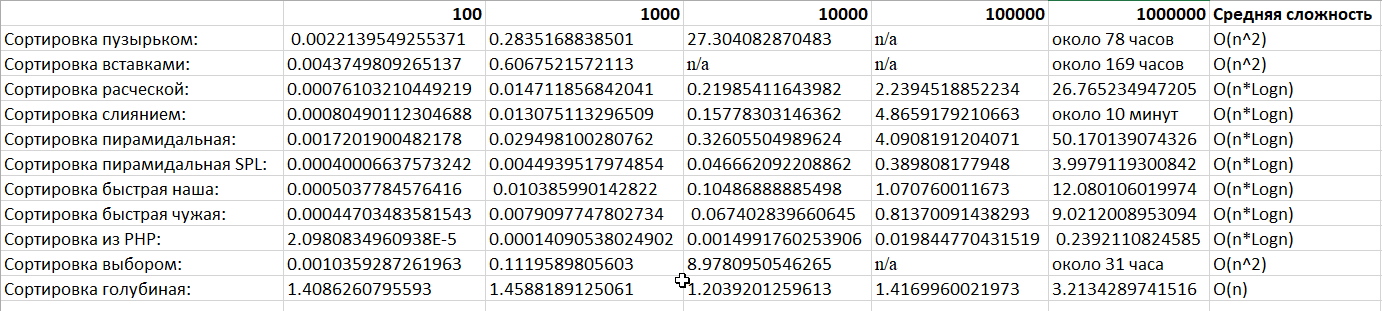 100 1000 10000 100000 1000000 Средняя сложность
Сортировка пузырьком: 0.0022139549255371 0.2835168838501 27.304082870483 n/a около 78 часов O(n^2)
Сортировка вставками: 0.0043749809265137 0.6067521572113 n/a n/a около 169 часов O(n^2)
Сортировка расческой: 0.00076103210449219 0.014711856842041 0.21985411643982 2.2394518852234 26.765234947205 O(n*Logn)
Сортировка слиянием: 0.00080490112304688 0.013075113296509 0.15778303146362 4.8659179210663 около 10 минут O(n*Logn)
Сортировка пирамидальная: 0.0017201900482178 0.029498100280762 0.32605504989624 4.0908191204071 50.170139074326 O(n*Logn)
Сортировка пирамидальная SPL: 0.00040006637573242 0.0044939517974854 0.046662092208862 0.389808177948 3.9979119300842 O(n*Logn)
Сортировка быстрая наша: 0.0005037784576416 0.010385990142822 0.10486888885498 1.070760011673 12.080106019974 O(n*Logn)
Сортировка быстрая чужая: 0.00044703483581543 0.0079097747802734 0.067402839660645 0.81370091438293 9.0212008953094 O(n*Logn)
Сортировка из PHP: 2.0980834960938E-5 0.00014090538024902 0.0014991760253906 0.019844770431519 0.2392110824585 O(n*Logn)
Сортировка выбором: 0.0010359287261963 0.1119589805603 8.9780950546265 n/a около 31 часа O(n^2)
Сортировка голубиная: 1.4086260795593 1.4588189125061 1.2039201259613 1.4169960021973 3.2134289741516 O(n)